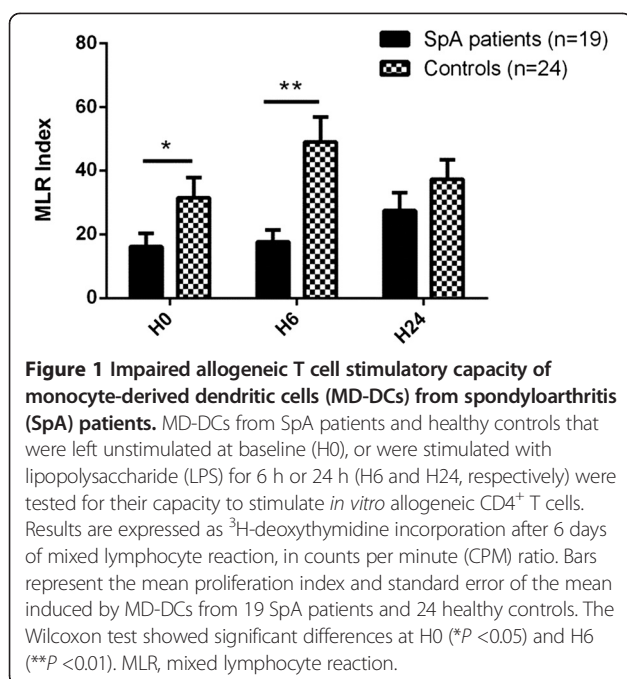 80
60
40
20
0
MLR Index
SpA patients (n=19)
Controls (n=24)
*
**
H0
H6
H24
Figure 1 Impaired allogeneic T cell stimulatory capacity of
monocyte-derived dendritic cells (MD-DCs) from spondyloarthritis
(SpA) patients. MD-DCs from SpA patients and healthy controls that
were left unstimulated at baseline (H0), or were stimulated with
lipopolysaccharide (LPS) for 6 h or 24 h (H6 and H24, respectively) were
tested for their capacity to stimulate in vitro allogeneic CD4⁺ T cells.
Results are expressed as ³H-deoxythymidine incorporation after 6 days
of mixed lymphocyte reaction, in counts per minute (CPM) ratio. Bars
represent the mean proliferation index and standard error of the mean
induced by MD-DCs from 19 SpA patients and 24 healthy controls. The
Wilcoxon test showed significant differences at H0 (*P <0.05) and H6
(**P <0.01). MLR, mixed lymphocyte reaction.